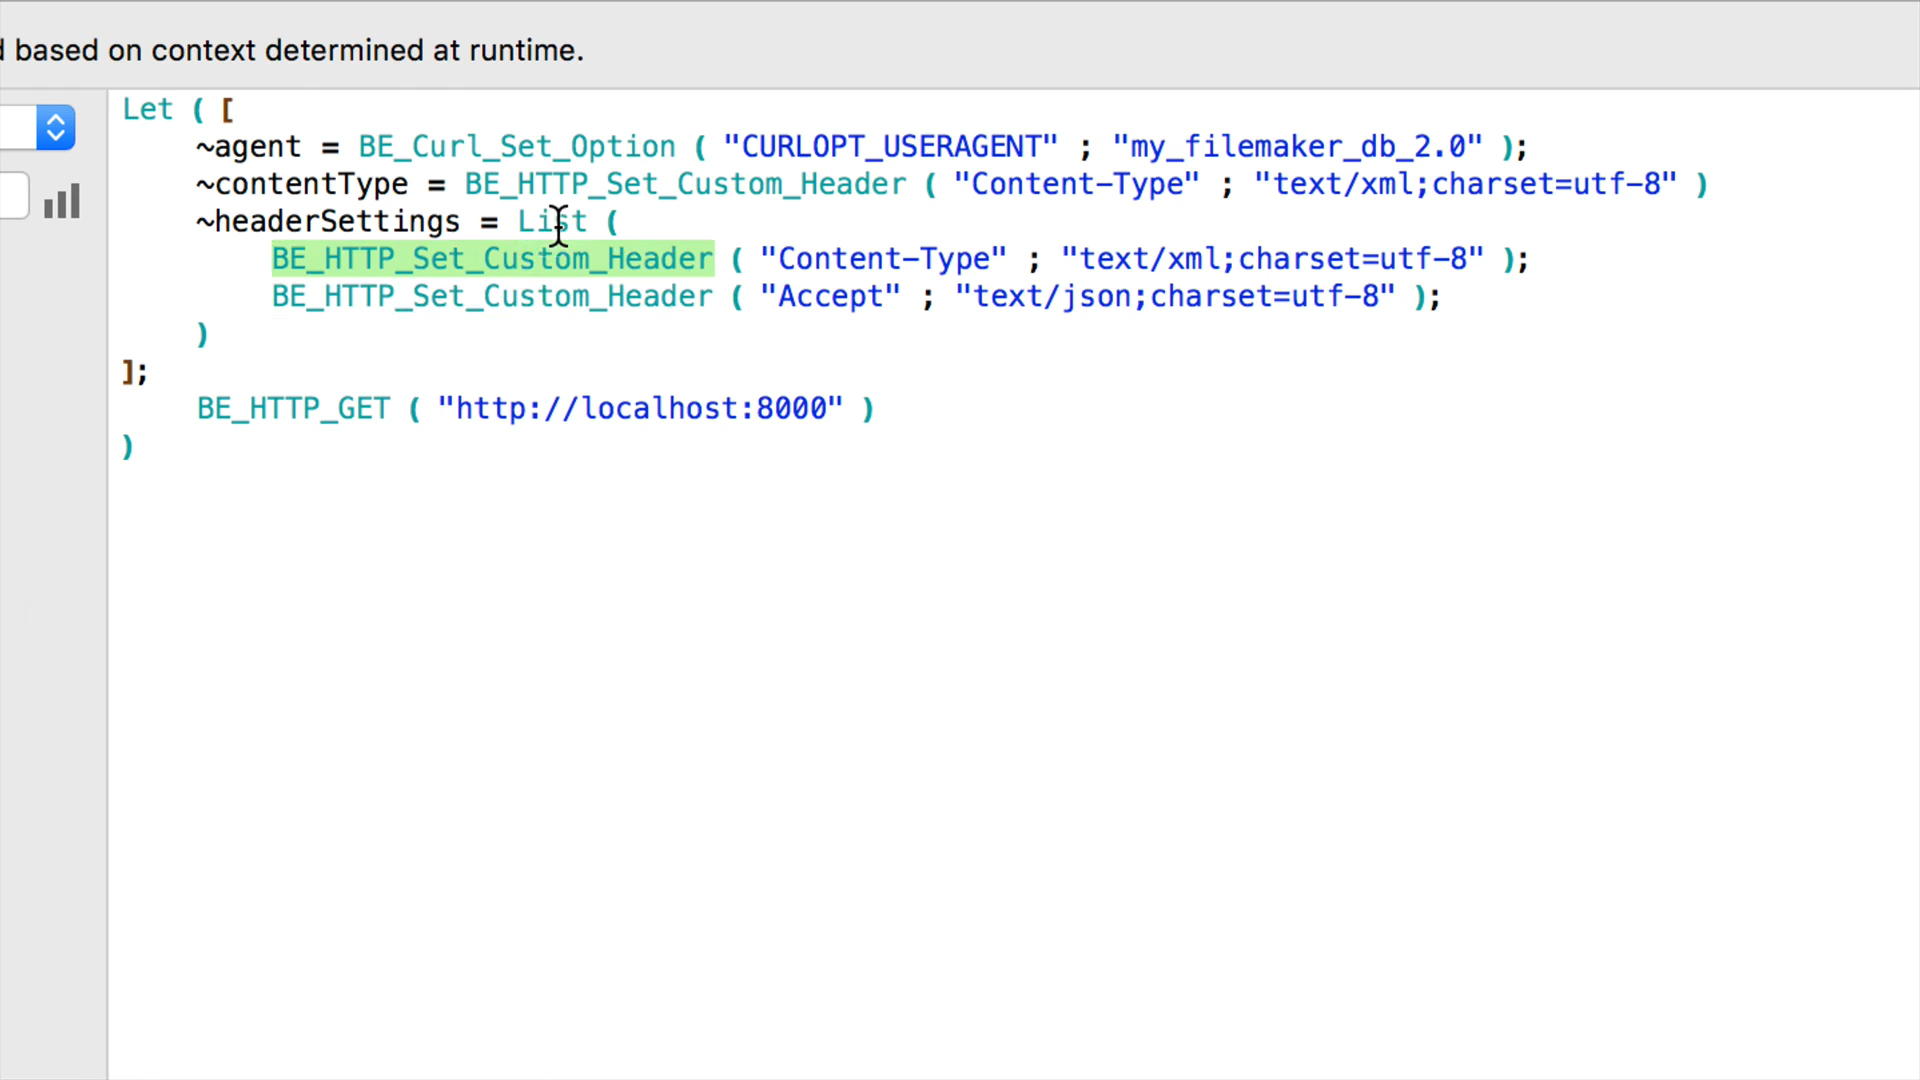 based on context determined at runtime.
Let ( [
~agent = BE_Curl_Set_Option ( "CURLOPT_USERAGENT" ; "my_filemaker_db_2.0" );
~contentType = BE_HTTP_Set_Custom_Header ( "Content-Type" ; "text/xml;charset=utf-8" )
~headerSettings = List (
BE_HTTP_Set_Custom_Header ( "Content-Type" ; "text/xml;charset=utf-8" );
BE_HTTP_Set_Custom_Header ( "Accept" ; "text/json;charset=utf-8" );
)
];
BE_HTTP_GET ( "http://localhost:8000" )
)